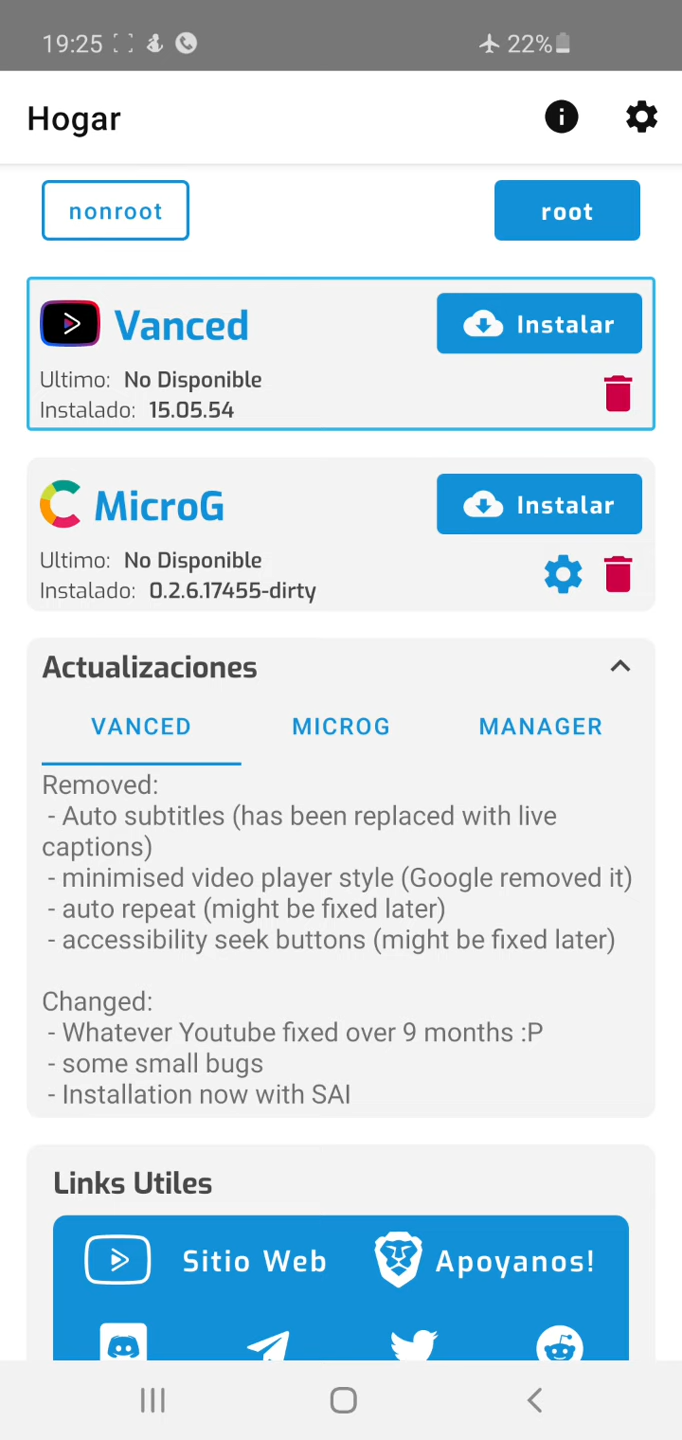 19:25
22%
Hogar
nonroot
root
Vanced
Instalar
Ultimo: No Disponible
Instalado: 15.05.54
MicroG
Instalar
Ultimo: No Disponible
Instalado: 0.2.6.17455-dirty
Actualizaciones
VANCED
MICROG
MANAGER
Removed:
- Auto subtitles (has been replaced with live
captions)
- minimised video player style (Google removed it)
- auto repeat (might be fixed later)
- accessibility seek buttons (might be fixed later)
Changed:
- Whatever Youtube fixed over 9 months :P
- some small bugs
- Installation now with SAI
Links Utiles
Sitio Web
Apoyanos!